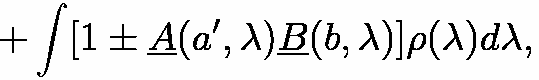 + ∫[1 ± A̲(a′, λ)B̲(b, λ)]ρ(λ)dλ,